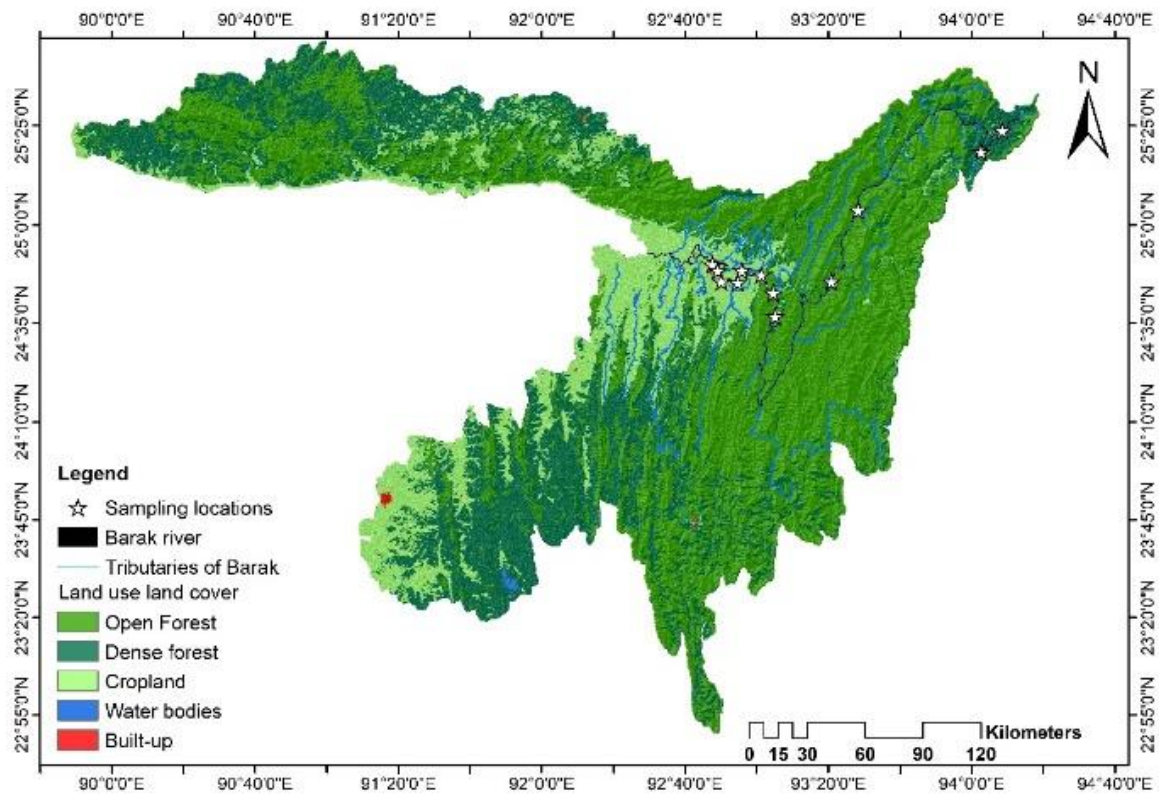 90°0'0"E 90°40'0"E 91°20'0"E 92°0'0"E 92°40'0"E 93°20'0"E 94°0'0"E 94°40'0"E
N
25°25'0"N 25°25'0"N
25°0'0"N 25°0'0"N
24°35'0"N 24°35'0"N
24°10'0"N 24°10'0"N
23°45'0"N 23°45'0"N
23°20'0"N 23°20'0"N
22°55'0"N 22°55'0"N
Legend
Sampling locations
Barak river
Tributaries of Barak
Land use land cover
Open Forest
Dense forest
Cropland
Water bodies
Built-up
Kilometers
0 15 30 60 90 120
90°0'0"E 90°40'0"E 91°20'0"E 92°0'0"E 92°40'0"E 93°20'0"E 94°0'0"E 94°40'0"E